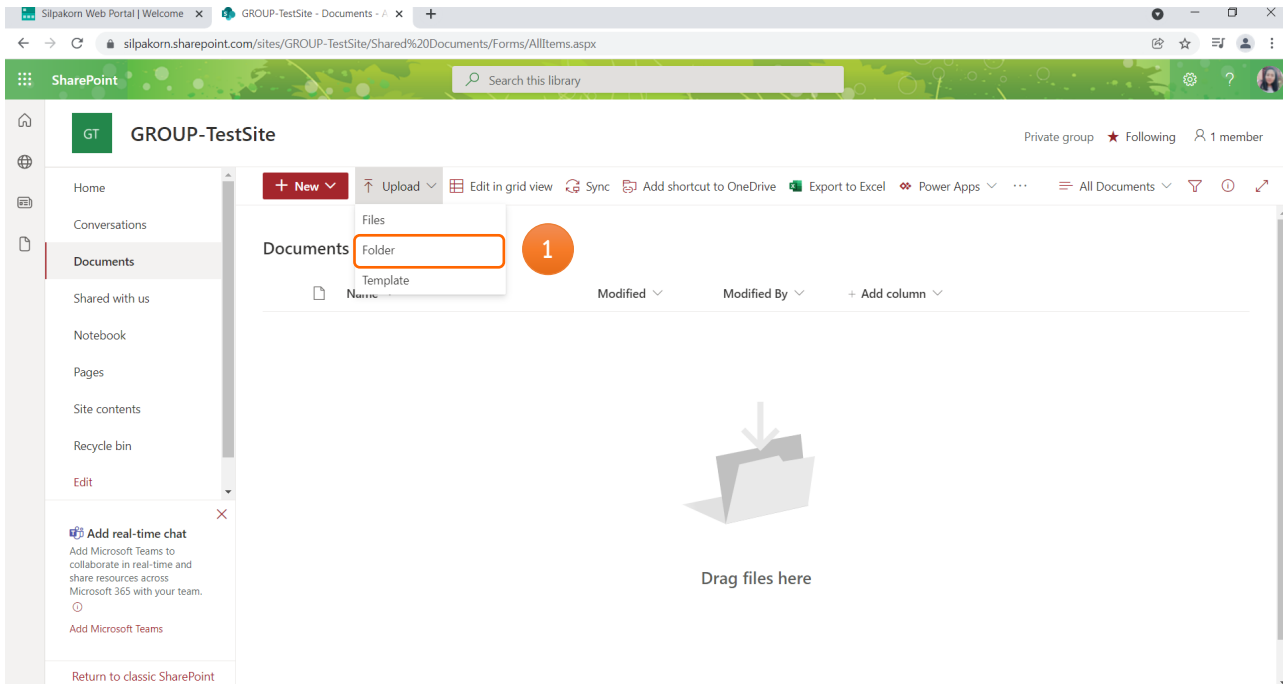 Silpakorn Web Portal | Welcome
GROUP-TestSite - Documents - A
silpakorn.sharepoint.com/sites/GROUP-TestSite/Shared%20Documents/Forms/AllItems.aspx
SharePoint
Search this library
?
GT
GROUP-TestSite
Private group ★ Following 1 member
Home
Conversations
Documents
Shared with us
Notebook
Pages
Site contents
Recycle bin
Edit
+ New Upload Edit in grid view Sync Add shortcut to OneDrive Export to Excel Power Apps ··· All Documents
Files
Folder
Template
1
Documents
Name Modified Modified By + Add column
Drag files here
Add real-time chat
Add Microsoft Teams to
collaborate in real-time and
share resources across
Microsoft 365 with your team.
Add Microsoft Teams
Return to classic SharePoint